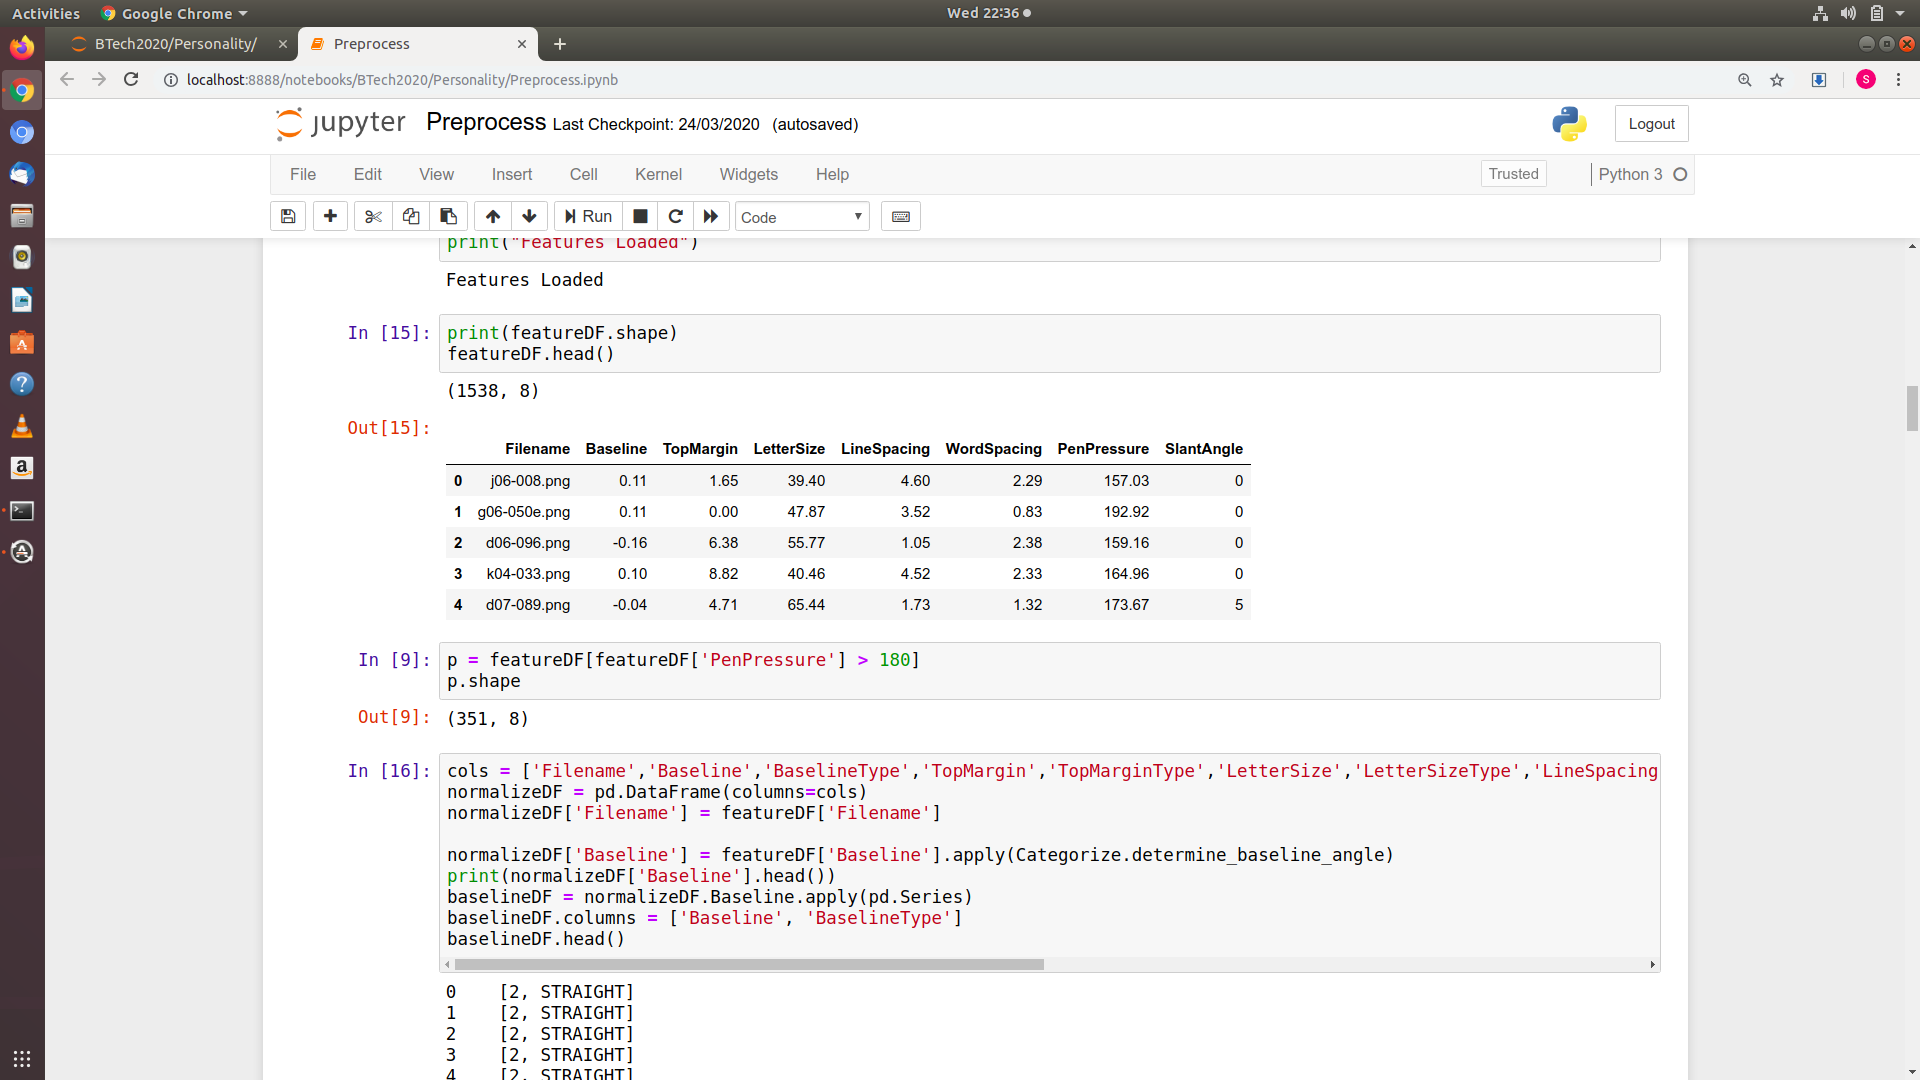 Activities Google Chrome Wed 22:36
BTech2020/Personality/ Preprocess
localhost:8888/notebooks/BTech2020/Personality/Preprocess.ipynb S
jupyter Preprocess Last Checkpoint: 24/03/2020 (autosaved) Logout
File Edit View Insert Cell Kernel Widgets Help Trusted Python 3
Run Code
print("Features Loaded")
Features Loaded
In [15]: print(featureDF.shape)
featureDF.head()
(1538, 8)
Out[15]:
Filename Baseline TopMargin LetterSize LineSpacing WordSpacing PenPressure SlantAngle
0 j06-008.png 0.11 1.65 39.40 4.60 2.29 157.03 0
1 g06-050e.png 0.11 0.00 47.87 3.52 0.83 192.92 0
2 d06-096.png -0.16 6.38 55.77 1.05 2.38 159.16 0
3 k04-033.png 0.10 8.82 40.46 4.52 2.33 164.96 0
4 d07-089.png -0.04 4.71 65.44 1.73 1.32 173.67 5
In [9]: p = featureDF[featureDF['PenPressure'] > 180]
p.shape
Out[9]: (351, 8)
In [16]: cols = ['Filename','Baseline','BaselineType','TopMargin','TopMarginType','LetterSize','LetterSizeType','LineSpacing
normalizeDF = pd.DataFrame(columns=cols)
normalizeDF['Filename'] = featureDF['Filename']
normalizeDF['Baseline'] = featureDF['Baseline'].apply(Categorize.determine_baseline_angle)
print(normalizeDF['Baseline'].head())
baselineDF = normalizeDF.Baseline.apply(pd.Series)
baselineDF.columns = ['Baseline', 'BaselineType']
baselineDF.head()
0 [2, STRAIGHT]
1 [2, STRAIGHT]
2 [2, STRAIGHT]
3 [2, STRAIGHT]
4 [2, STRAIGHT]